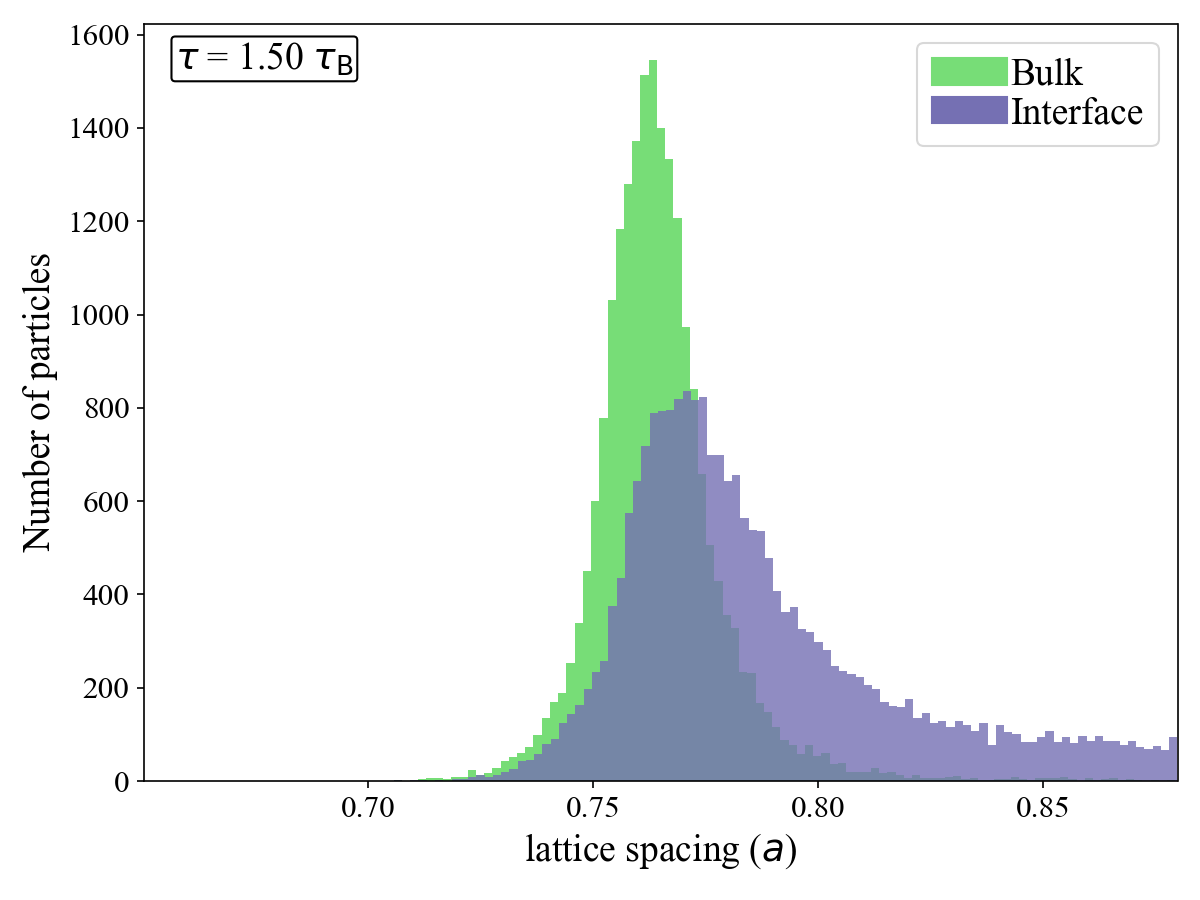 τ = 1.50 τB
Bulk
Interface
1600
1400
1200
1000
800
600
400
200
0
Number of particles
0.70
0.75
0.80
0.85
lattice spacing (a)